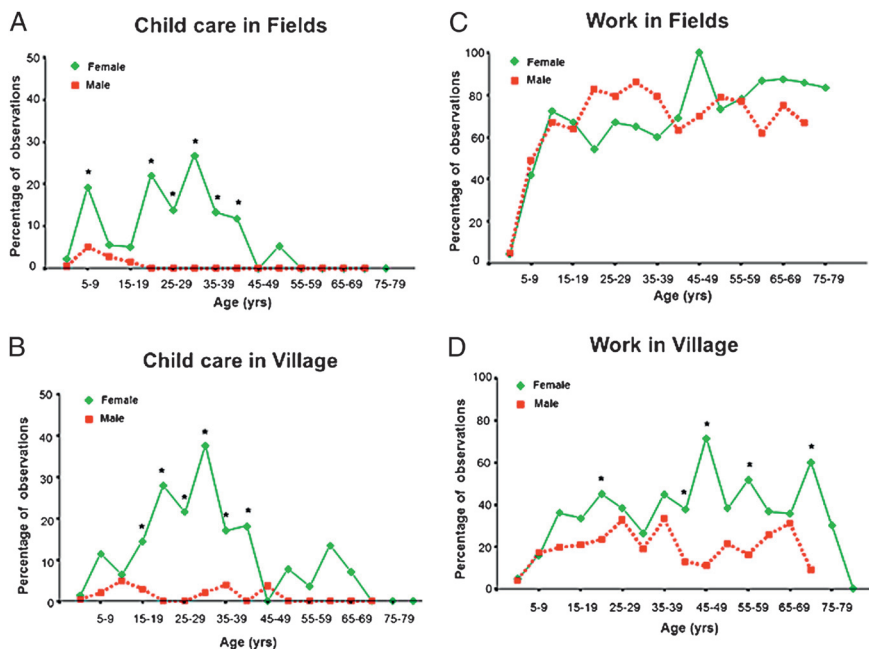 A
Child care in Fields
Percentage of observations
50
40
30
20
10
0
Female
Male
* * * * * *
5-9 15-19 25-29 35-39 45-49 55-59 65-69 75-79
Age (yrs)
B
Child care in Village
Percentage of observations
50
40
30
20
10
0
Female
Male
* * * * * *
5-9 15-19 25-29 35-39 45-49 55-59 65-69 75-79
Age (yrs)
C
Work in Fields
Percentage of observations
100
80
60
40
20
0
Female
Male
5-9 15-19 25-29 35-39 45-49 55-59 65-69 75-79
Age (yrs)
D
Work in Village
Percentage of observations
100
80
60
40
20
0
Female
Male
* * * * *
5-9 15-19 25-29 35-39 45-49 55-59 65-69 75-79
Age (yrs)